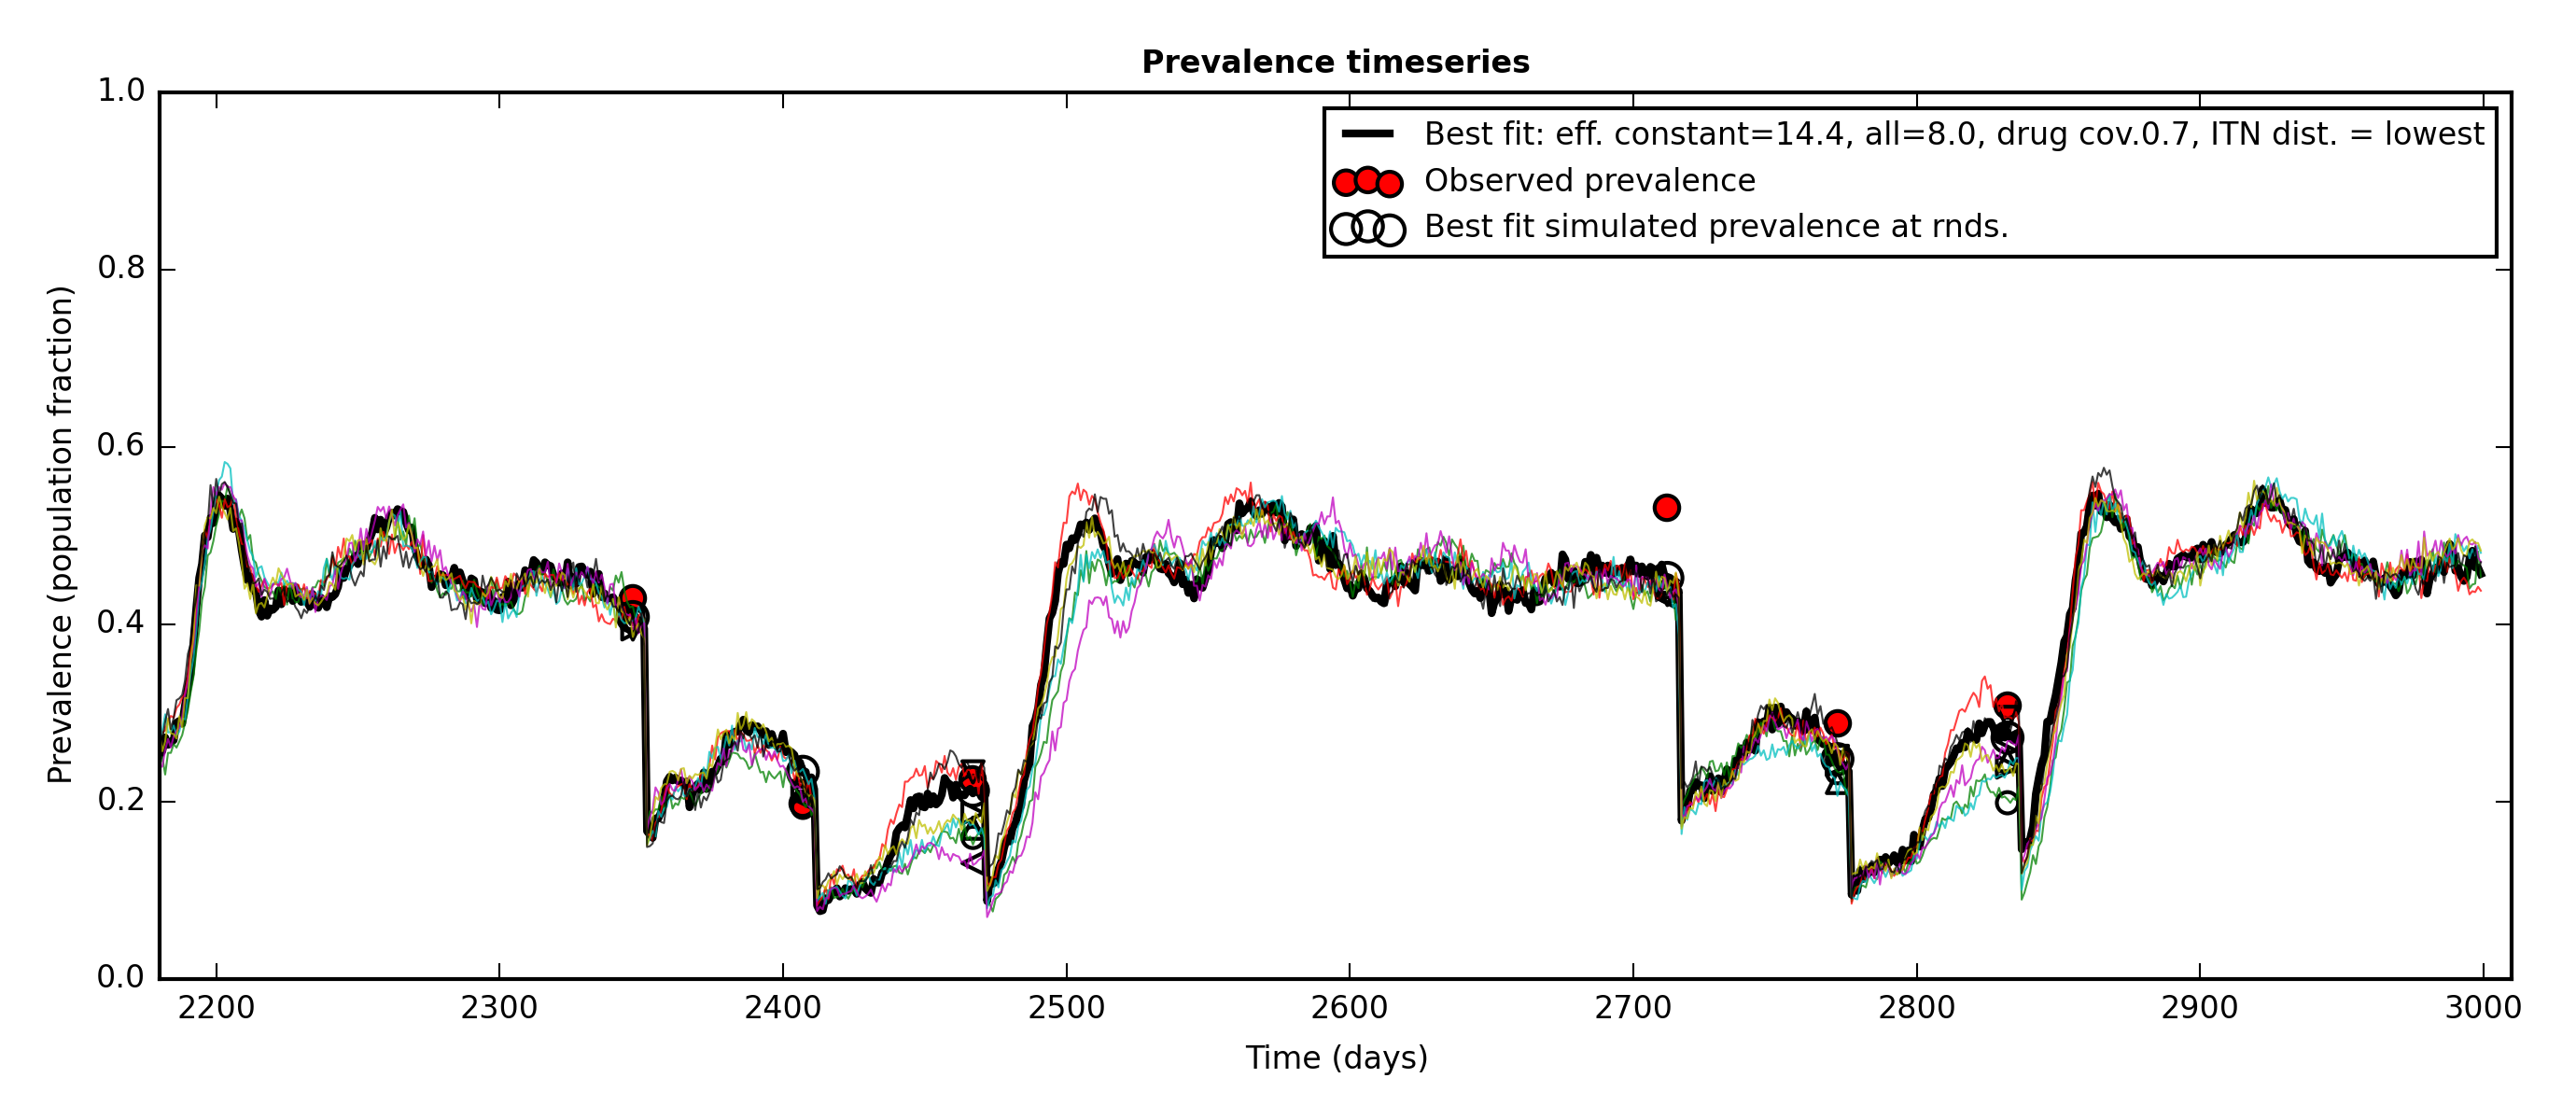 Prevalence timeseries
1.0
0.8
0.6
0.4
0.2
0.0
Prevalence (population fraction)
Best fit: eff. constant=14.4, all=8.0, drug cov.0.7, ITN dist. = lowest
Observed prevalence
Best fit simulated prevalence at rnds.
2200 2300 2400 2500 2600 2700 2800 2900 3000
Time (days)